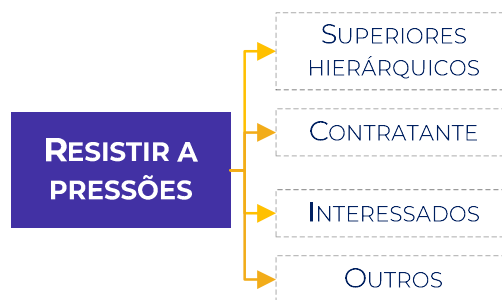 RESISTIR A
PRESSÕES
SUPERIORES
HIERÁRQUICOS
CONTRATANTE
INTERESSADOS
OUTROS